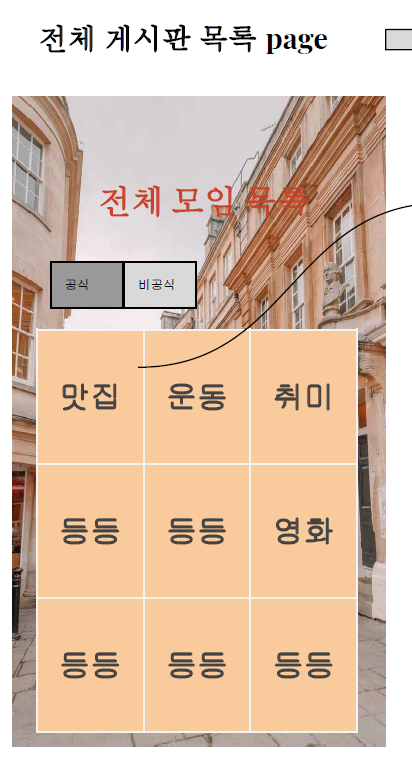 전체 게시판 목록 page
전체 모임 목록
공식 비공식
맛집 운동 취미
등등 등등 영화
등등 등등 등등